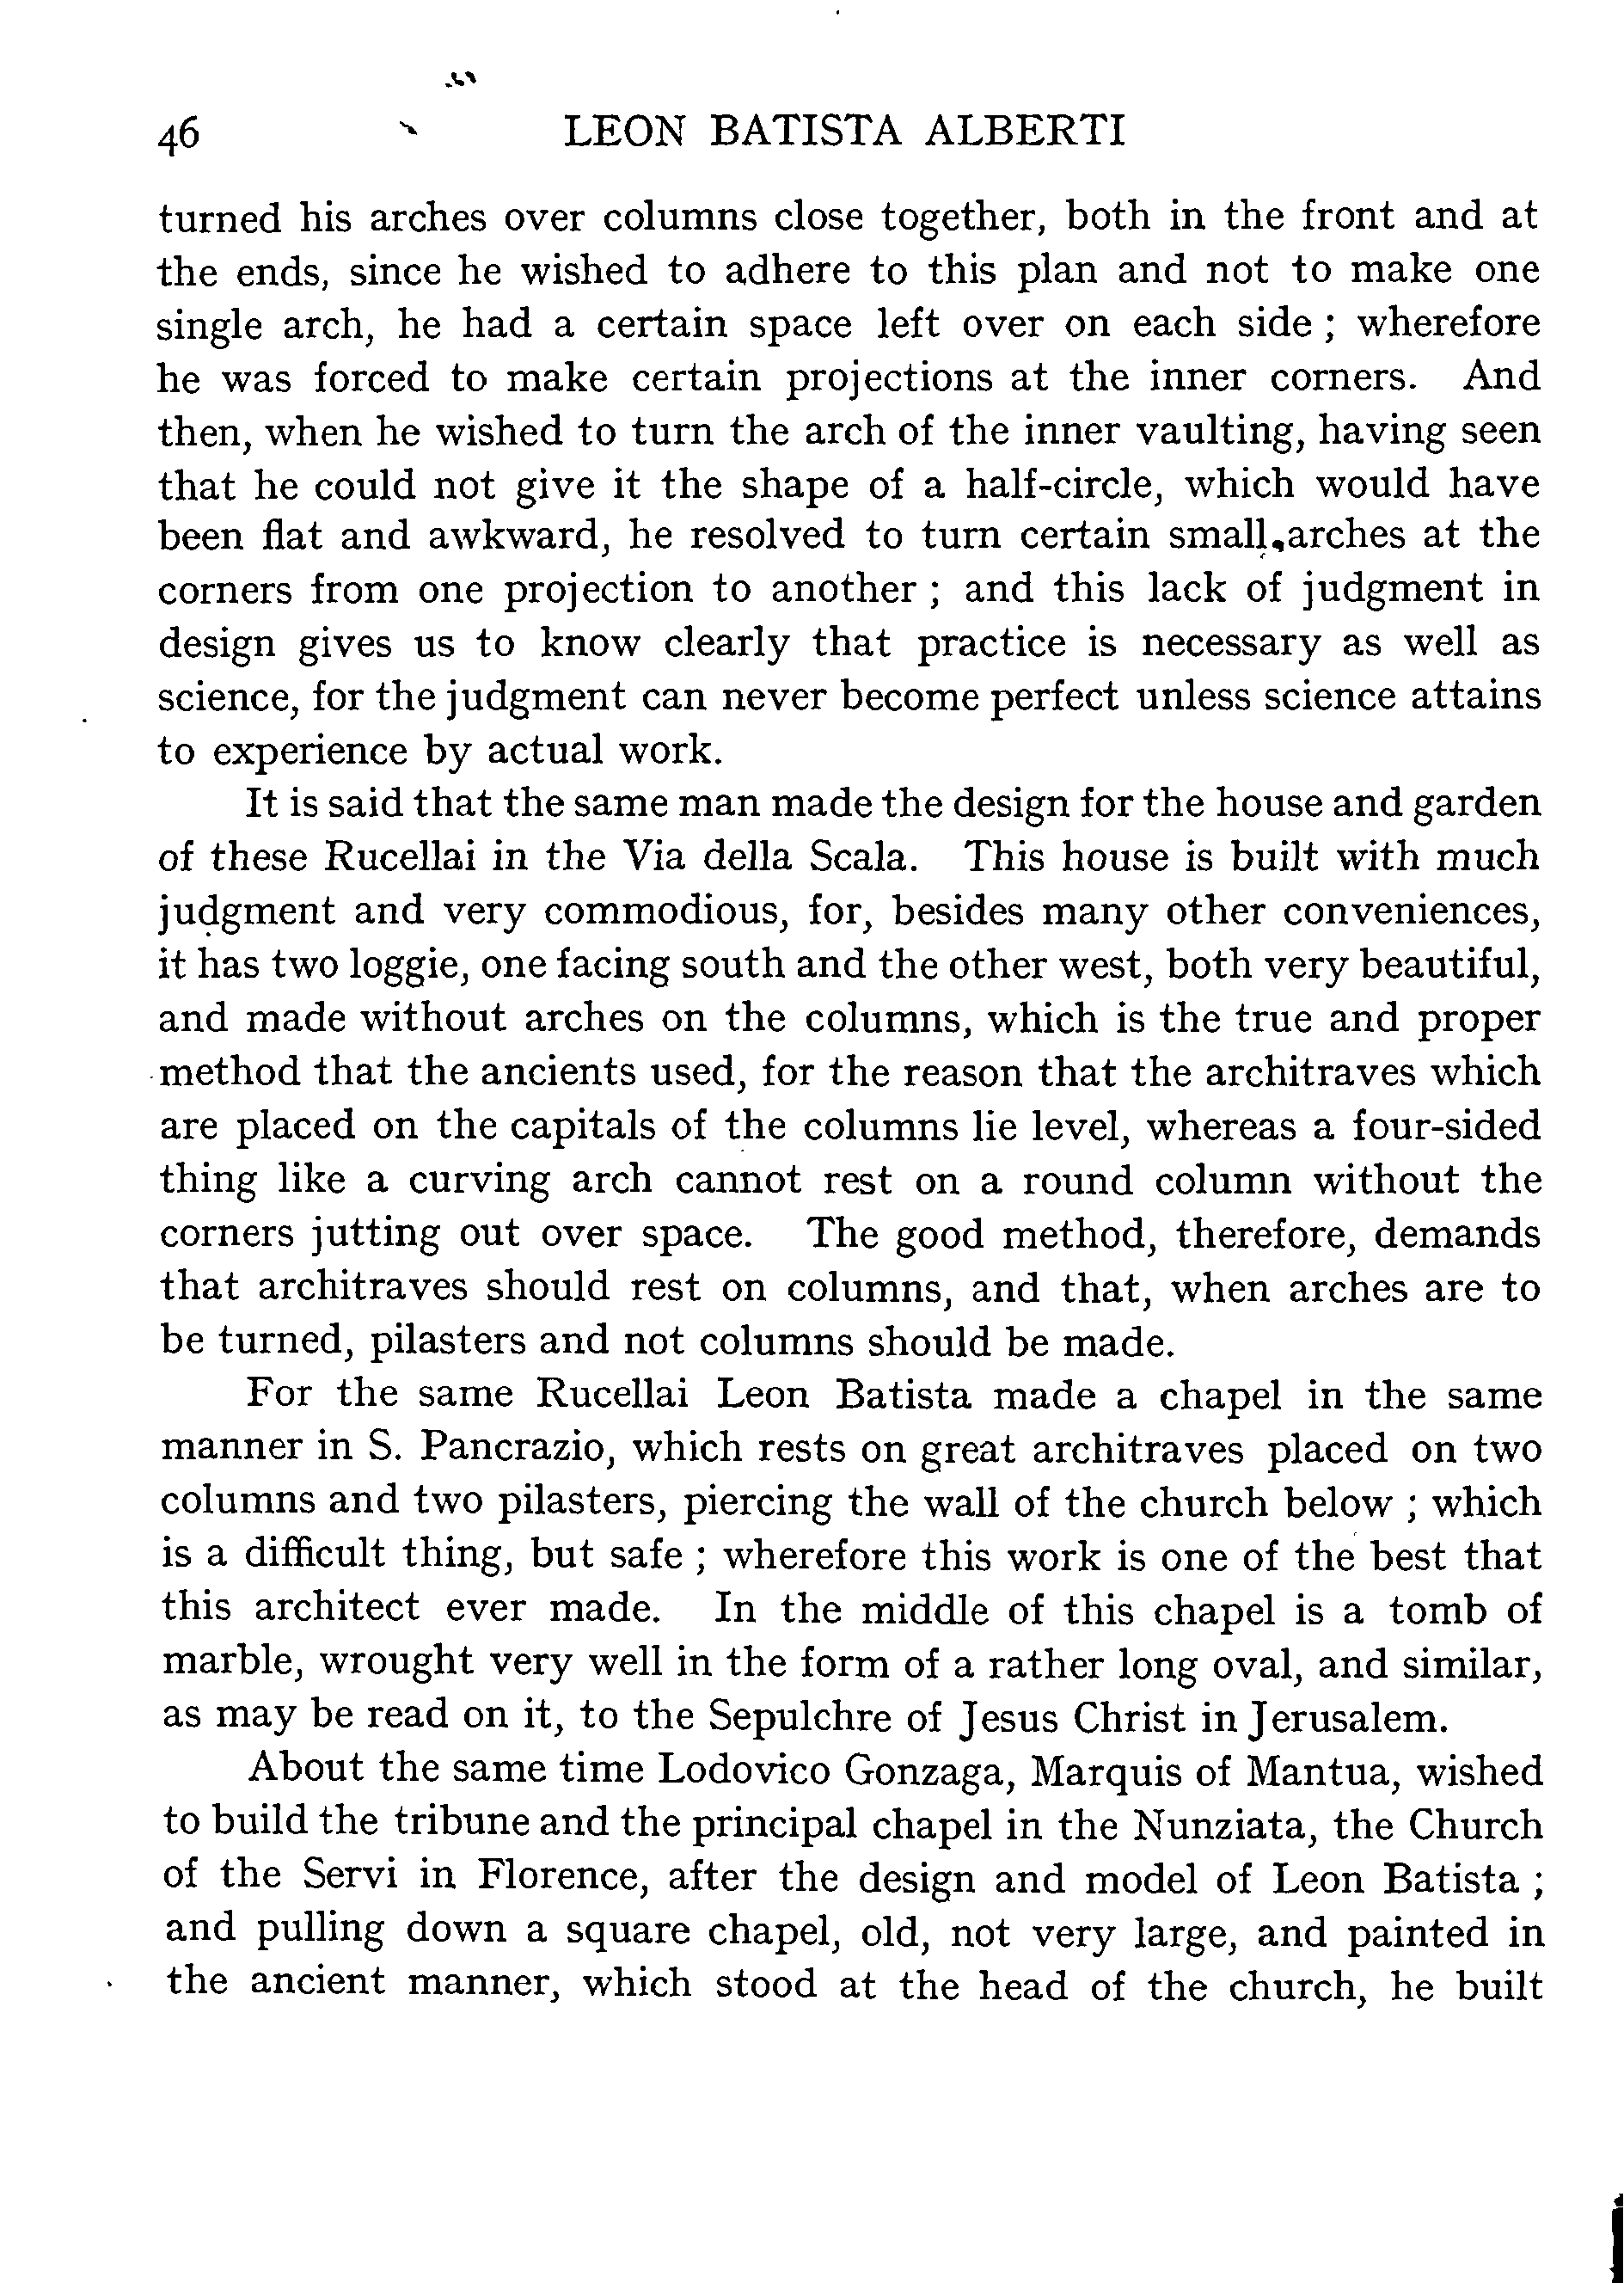 46 LEON BATISTA ALBERTI
turned his arches over columns close together, both in the front and at
the ends, since he wished to adhere to this plan and not to make one
single arch, he had a certain space left over on each side ; wherefore
he was forced to make certain projections at the inner corners. And
then, when he wished to turn the arch of the inner vaulting, having seen
that he could not give it the shape of a half-circle, which would have
been flat and awkward, he resolved to turn certain small arches at the
corners from one projection to another ; and this lack of judgment in
design gives us to know clearly that practice is necessary as well as
science, for the judgment can never become perfect unless science attains
to experience by actual work.
It is said that the same man made the design for the house and garden
of these Rucellai in the Via della Scala. This house is built with much
judgment and very commodious, for, besides many other conveniences,
it has two loggie, one facing south and the other west, both very beautiful,
and made without arches on the columns, which is the true and proper
method that the ancients used, for the reason that the architraves which
are placed on the capitals of the columns lie level, whereas a four-sided
thing like a curving arch cannot rest on a round column without the
corners jutting out over space. The good method, therefore, demands
that architraves should rest on columns, and that, when arches are to
be turned, pilasters and not columns should be made.
For the same Rucellai Leon Batista made a chapel in the same
manner in S. Pancrazio, which rests on great architraves placed on two
columns and two pilasters, piercing the wall of the church below ; which
is a difficult thing, but safe ; wherefore this work is one of the best that
this architect ever made. In the middle of this chapel is a tomb of
marble, wrought very well in the form of a rather long oval, and similar,
as may be read on it, to the Sepulchre of Jesus Christ in Jerusalem.
About the same time Lodovico Gonzaga, Marquis of Mantua, wished
to build the tribune and the principal chapel in the Nunziata, the Church
of the Servi in Florence, after the design and model of Leon Batista ;
and pulling down a square chapel, old, not very large, and painted in
the ancient manner, which stood at the head of the church, he built